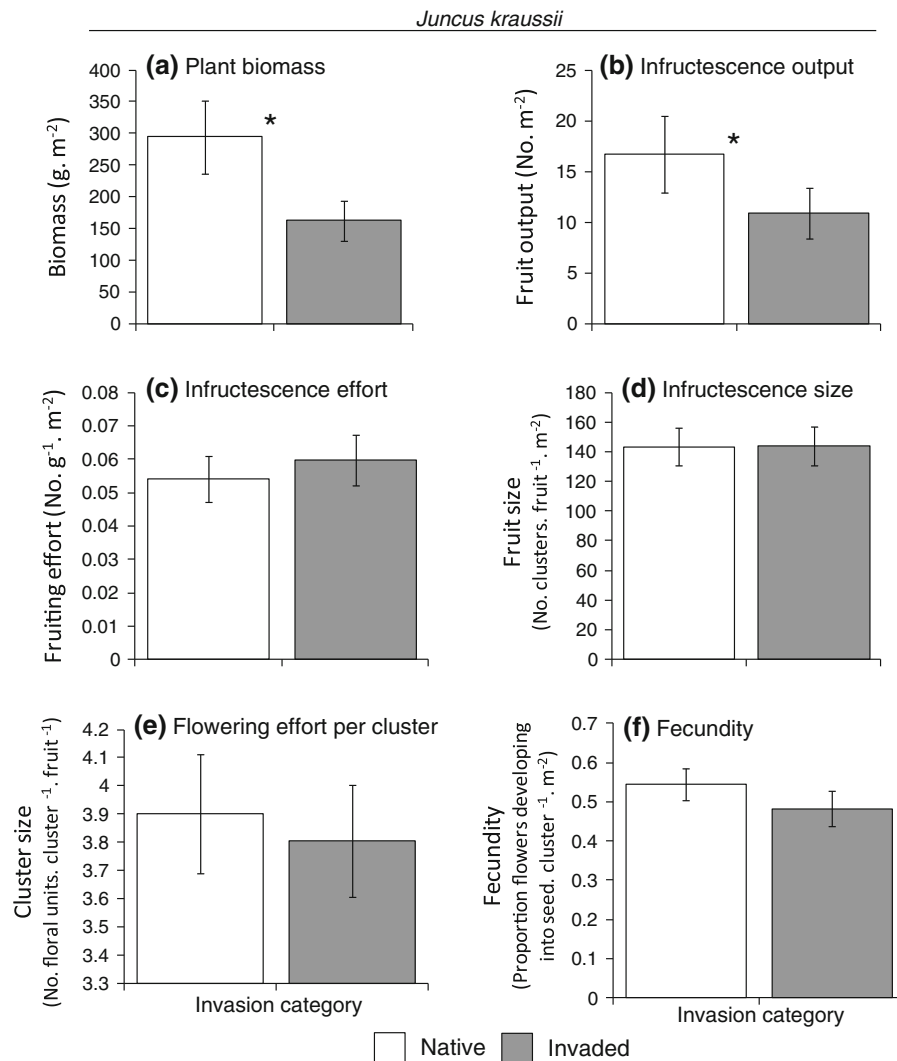 Juncus kraussii
(a) Plant biomass
Biomass (g. m⁻²)
400
350
300
250
200
150
100
50
0
*
(b) Infructescence output
Fruit output (No. m⁻²)
25
20
15
10
5
0
*
(c) Infructescence effort
Fruiting effort (No. g⁻¹. m⁻²)
0.08
0.07
0.06
0.05
0.04
0.03
0.02
0.01
0
(d) Infructescence size
Fruit size
(No. clusters. fruit ⁻¹. m⁻²)
180
160
140
120
100
80
60
40
20
0
(e) Flowering effort per cluster
Cluster size
(No. floral units. cluster ⁻¹. fruit ⁻¹)
4.2
4.1
4
3.9
3.8
3.7
3.6
3.5
3.4
3.3
Invasion category
(f) Fecundity
Fecundity
(Proportion flowers developing
into seed. cluster ⁻¹. m⁻²)
0.7
0.6
0.5
0.4
0.3
0.2
0.1
0
Invasion category
Native
Invaded